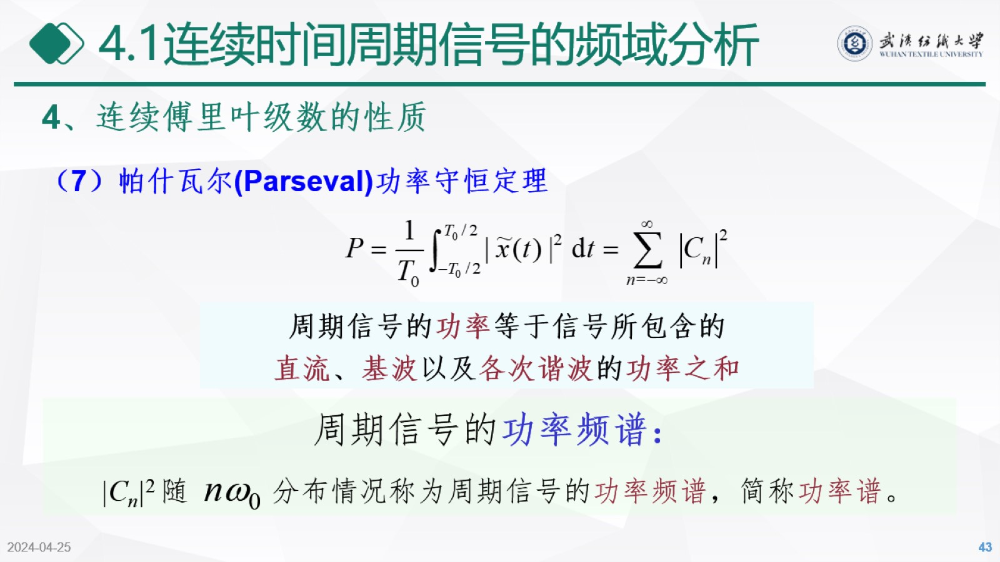 4.1连续时间周期信号的频域分析
武汉纺织大学
WUHAN TEXTILE UNIVERSITY
4、连续傅里叶级数的性质
（7）帕什瓦尔(Parseval)功率守恒定理
P = \frac{1}{T_0} \int_{-T_0/2}^{T_0/2} | \tilde{x}(t) |^2 dt = \sum_{n=-∞}^{∞} |C_n|^2
周期信号的功率等于信号所包含的
直流、基波以及各次谐波的功率之和
周期信号的功率频谱：
|C_n|^2 随 nω_0 分布情况称为周期信号的功率频谱，简称功率谱。
2024-04-25
43